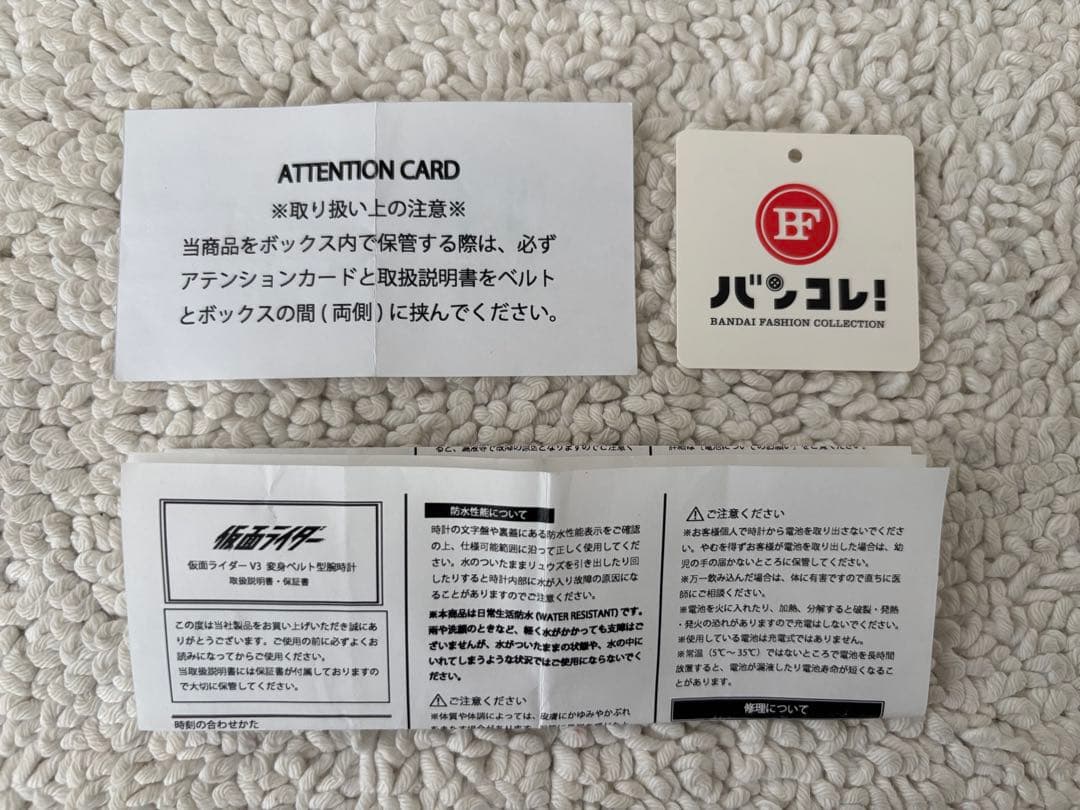 ATTENTION CARD
※取り扱い上の注意※
当商品をボックス内で保管する際は、必ず
アテンションカードと取扱説明書をベルト
とボックスの間(両側)に挟んでください。
BF
バンコレ!
BANDAI FASHION COLLECTION
仮面ライダー
仮面ライダー V3 変身ベルト型腕時計
取扱説明書・保証書
この度は当社製品をお買い上げいただき誠にあ
りがとうございます。ご使用の前に必ずよくお
読みになってからご使用ください。
当取扱説明書には保証書が付属しておりますの
で大切に保管してください。
時刻の合わせかた
防水性能について
時計の文字盤や裏蓋にある防水性能表示をご確認
の上、仕様可能範囲に沿って正しく使用してくだ
さい。水のついたままリュウズを引き出したり回
したりすると時計内部に水が入り故障の原因にな
ることがありますのでご注意ください。
※本商品は日常生活防水(WATER RESISTANT)です。
雨や洗顔のときなど、軽く水がかかっても支障はご
ざいませんが、水がついたままの状態や、水の中に
いれてしまうような状況ではご使用にならないでく
ださい。
⚠ご注意ください
※体質や体調によっては、皮膚にかゆみやかぶれ
⚠ご注意ください
※お客様個人で時計から電池を取り出さないでくださ
い。やむを得ずお客様が電池を取り出した場合は、幼
児の手の届かないところに保管してください。
※万一飲み込んだ場合は、体に有害ですので直ちに医
師にご相談ください。
※電池を火に入れたり、加熱、分解すると破裂・発熱
・発火の恐れがありますので充電はしないでください。
※使用している電池は充電式ではありません。
※常温(5℃〜35℃)ではないところで電池を長時間
放置すると、電池が漏液したり電池寿命が短くなるこ
とがあります。
修理について